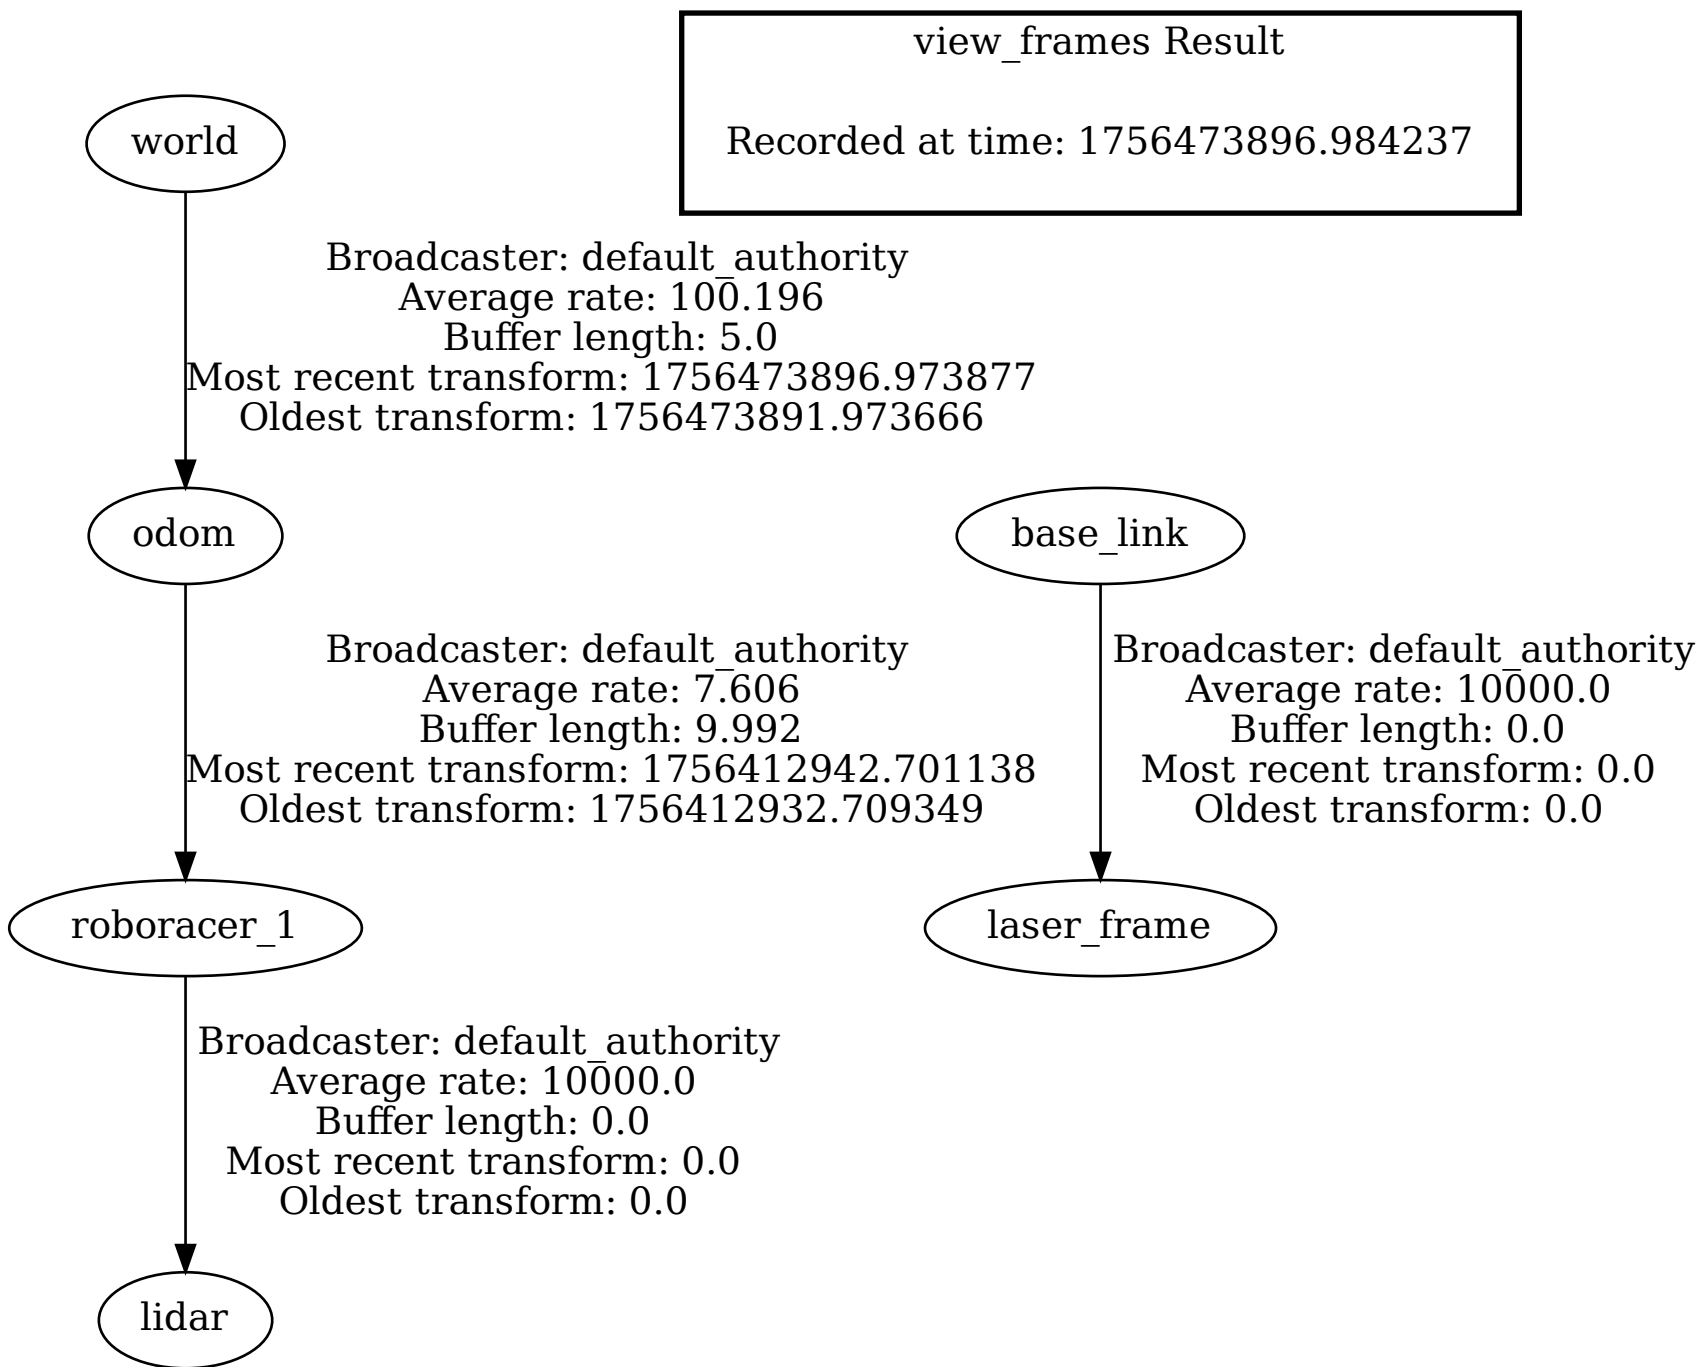 view_frames Result
Recorded at time: 1756473896.984237
world
Broadcaster: default_authority
Average rate: 100.196
Buffer length: 5.0
Most recent transform: 1756473896.973877
Oldest transform: 1756473891.973666
odom
base_link
Broadcaster: default_authority
Average rate: 7.606
Buffer length: 9.992
Most recent transform: 1756412942.701138
Oldest transform: 1756412932.709349
Broadcaster: default_authority
Average rate: 10000.0
Buffer length: 0.0
Most recent transform: 0.0
Oldest transform: 0.0
roboracer_1
laser_frame
Broadcaster: default_authority
Average rate: 10000.0
Buffer length: 0.0
Most recent transform: 0.0
Oldest transform: 0.0
lidar